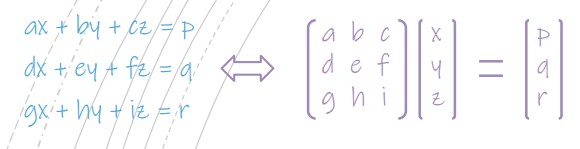 ax + by + cz = p
dx + ey + fz = q
gx + hy + iz = r
a b c x = p
d e f y q
g h i z r